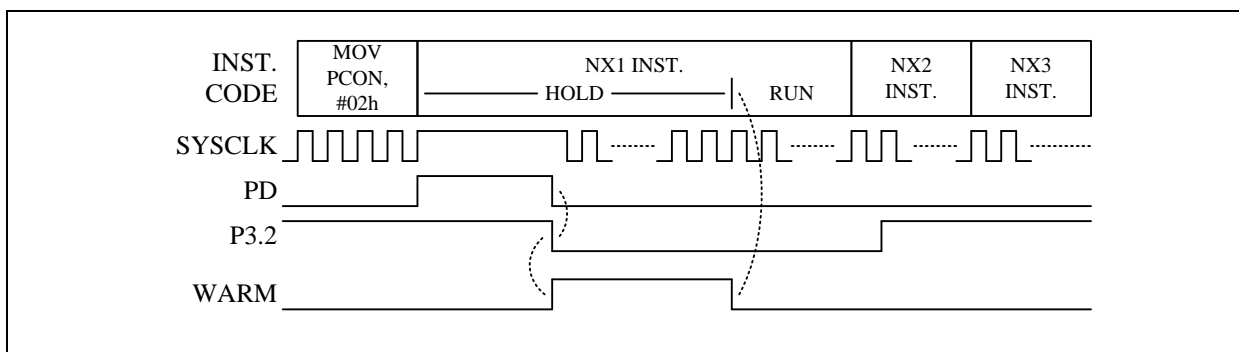 INST.
CODE
MOV
PCON,
#02h
NX1 INST.
HOLD
RUN
NX2
INST.
NX3
INST.
SYSCLK
PD
P3.2
WARM